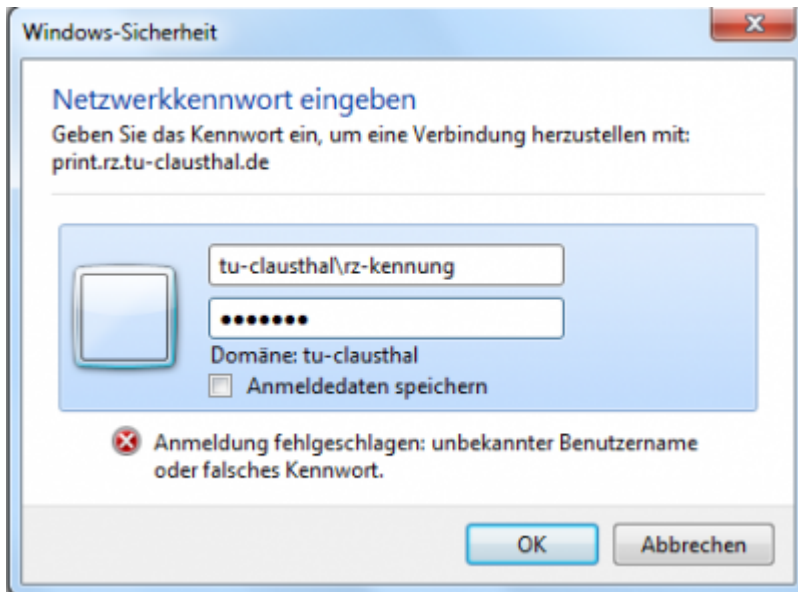 Windows-Sicherheit
Netzwerkkennwort eingeben
Geben Sie das Kennwort ein, um eine Verbindung herzustellen mit:
print.rz.tu-clausthal.de
tu-clausthal\rz-kennung
●●●●●●●
Domäne: tu-clausthal
Anmeldedaten speichern
Anmeldung fehlgeschlagen: unbekannter Benutzername
oder falsches Kennwort.
OK
Abbrechen